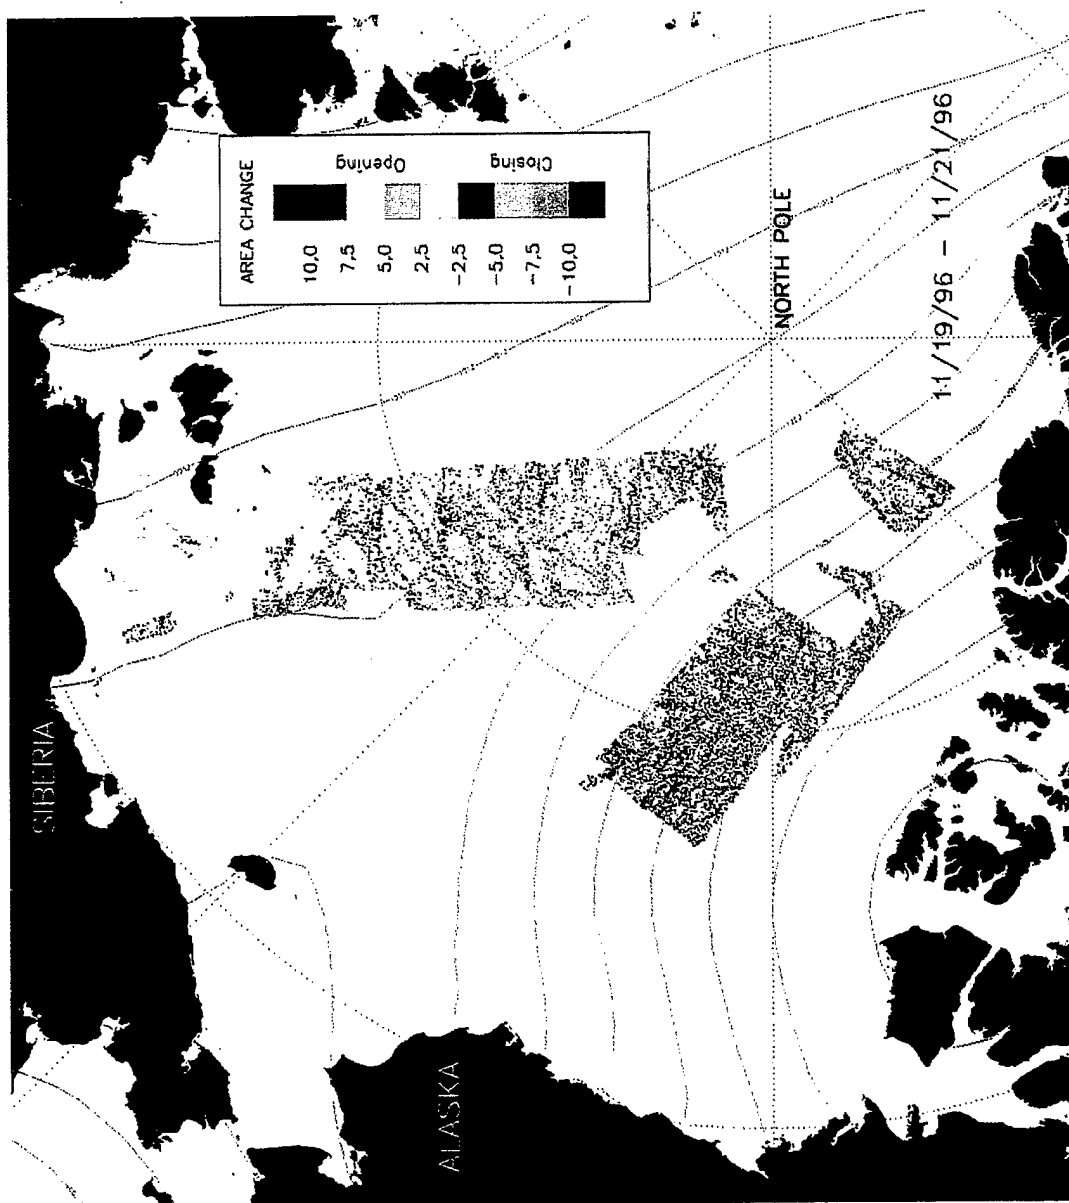 SIBERIA
ALASKA
AREA CHANGE
10.0
7.5
5.0
2.5
-2.5
-5.0
-7.5
-10.0
Opening
Closing
NORTH POLE
11/19/96 - 11/21/96